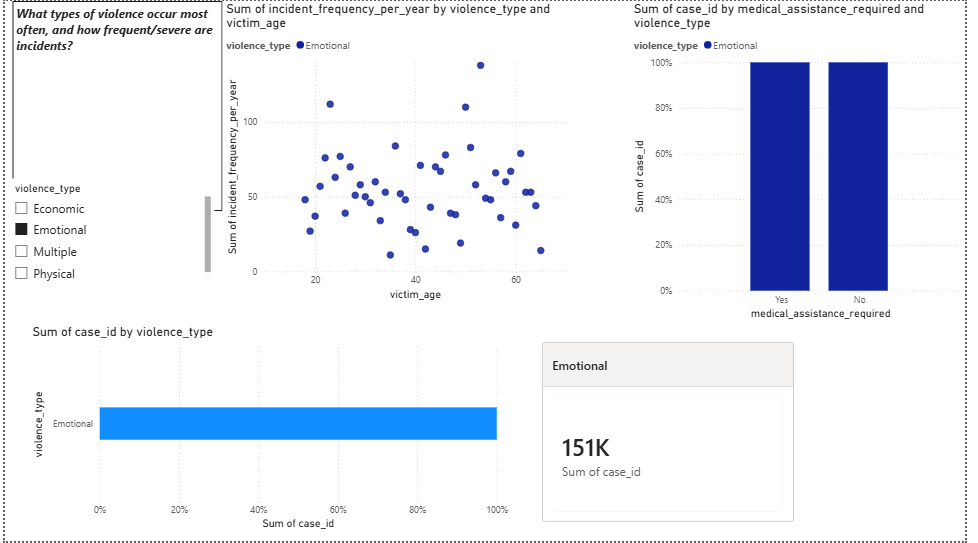 What types of violence occur most
often, and how frequent/severe are
incidents?
violence_type
Economic
Emotional
Multiple
Physical
Sum of incident_frequency_per_year by violence_type and
victim_age
violence_type Emotional
Sum of incident_frequency_per_year
100
50
0
20 40 60
victim_age
Sum of case_id by medical_assistance_required and
violence_type
violence_type Emotional
Sum of case_id
100%
80%
60%
40%
20%
0%
Yes No
medical_assistance_required
Sum of case_id by violence_type
violence_type
Emotional
0% 20% 40% 60% 80% 100%
Sum of case_id
Emotional
151K
Sum of case_id